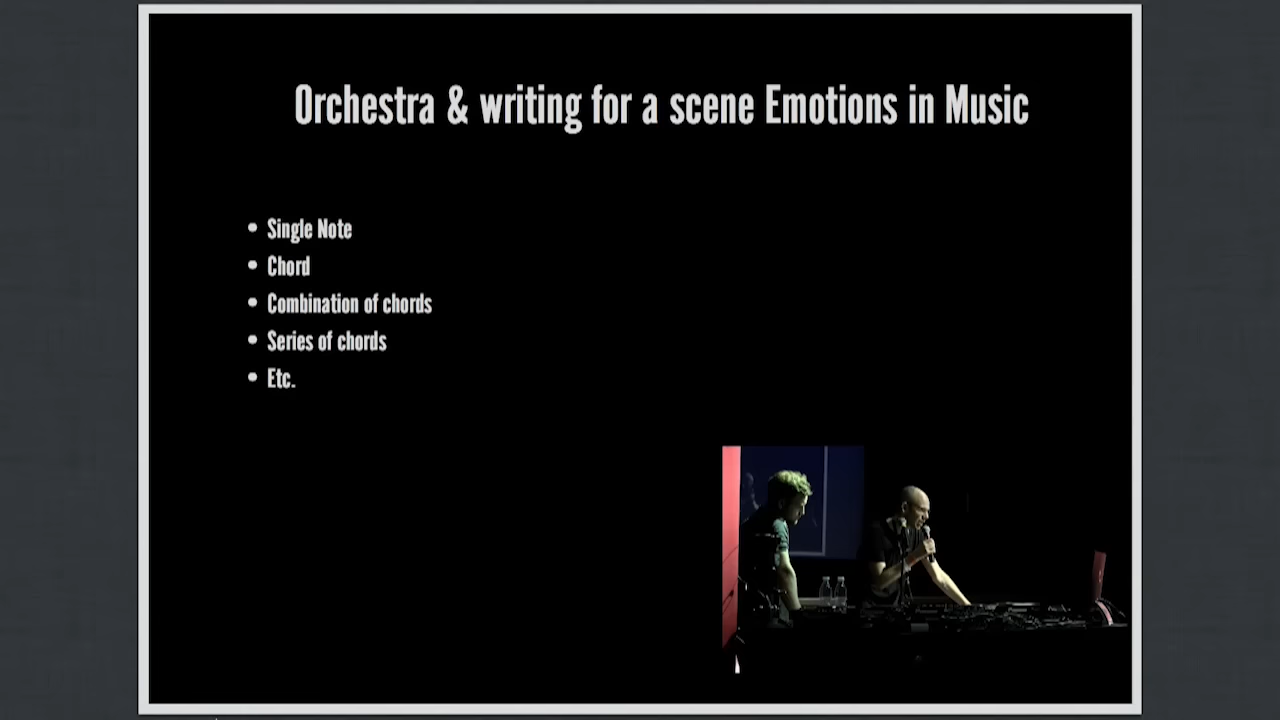 Orchestra & writing for a scene Emotions in Music
• Single Note
• Chord
• Combination of chords
• Series of chords
• Etc.